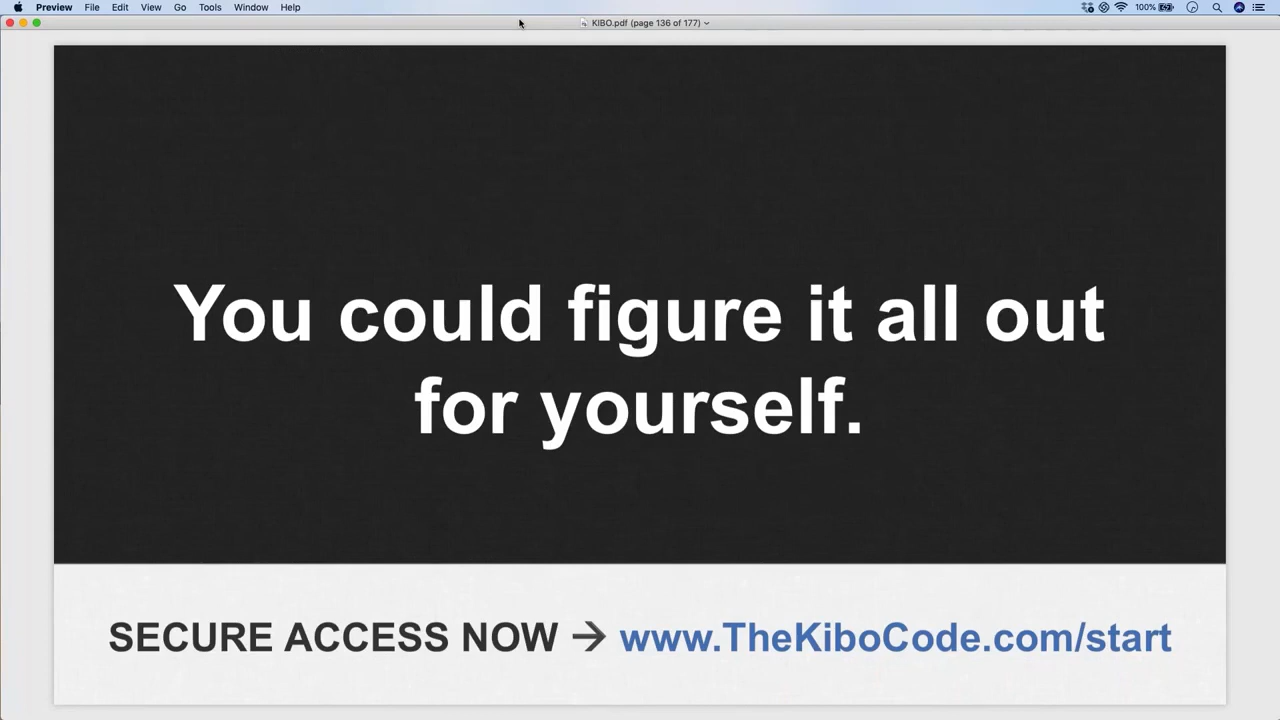 Preview File Edit View Go Tools Window Help 100%
KIBO.pdf (page 136 of 177)
You could figure it all out
for yourself.
SECURE ACCESS NOW → www.TheKiboCode.com/start